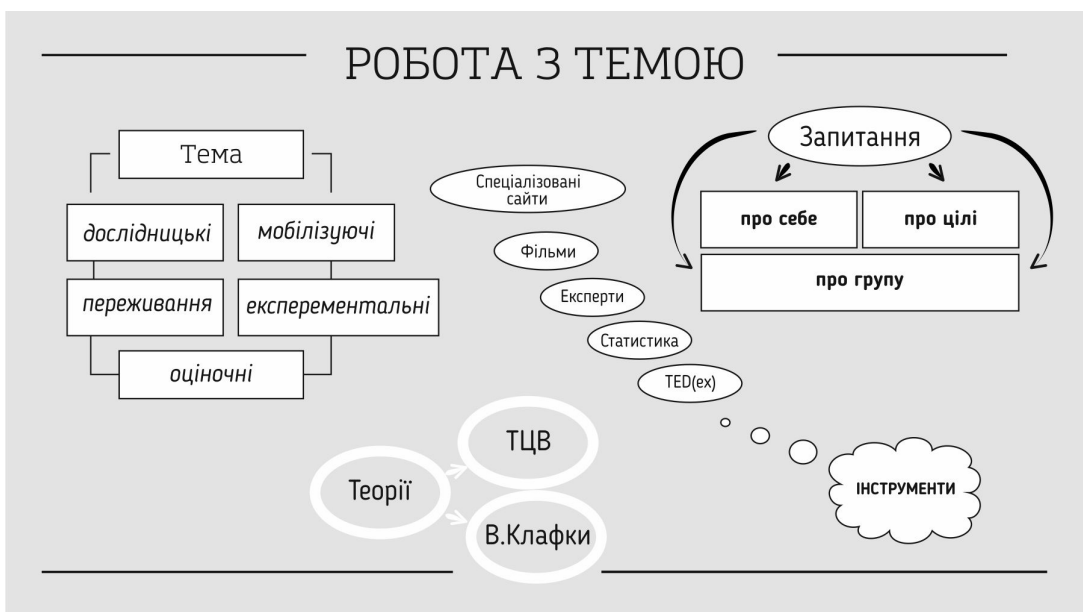 РОБОТА З ТЕМОЮ
Тема
дослідницькі
мобілізуючі
переживання
експерементальні
оціночні
Спеціалізовані
сайти
Фільми
Експерти
Статистика
TED(ex)
ІНСТРУМЕНТИ
Запитання
про себе
про цілі
про групу
Теорії
ТЦВ
В.Клафки